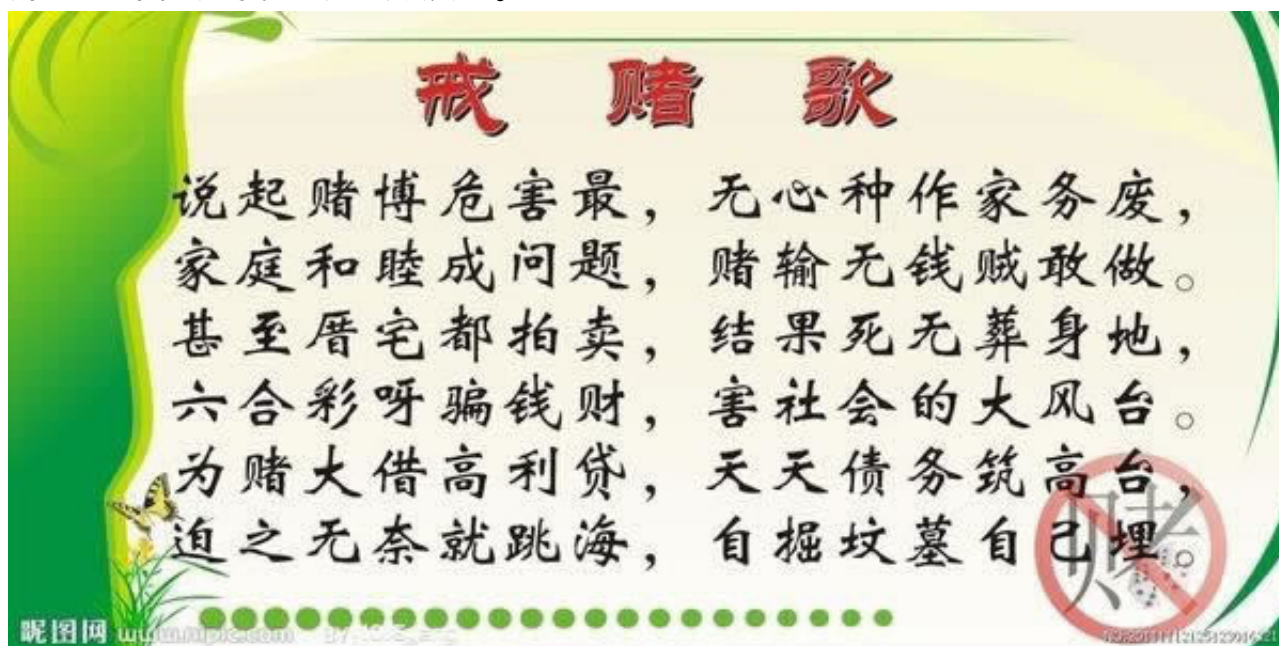 戒赌歌
说起赌博危害最，无心种作家务废，
家庭和睦成问题，赌输无钱贼敢做。
甚至厝宅都拍卖，结果死无葬身地，
六合彩呀骗钱财，害社会的大风台。
为赌大借高利贷，天天债务筑高台，
迫之无奈就跳海，自掘坟墓自己埋。
赌
昵图网 www.nipic.com